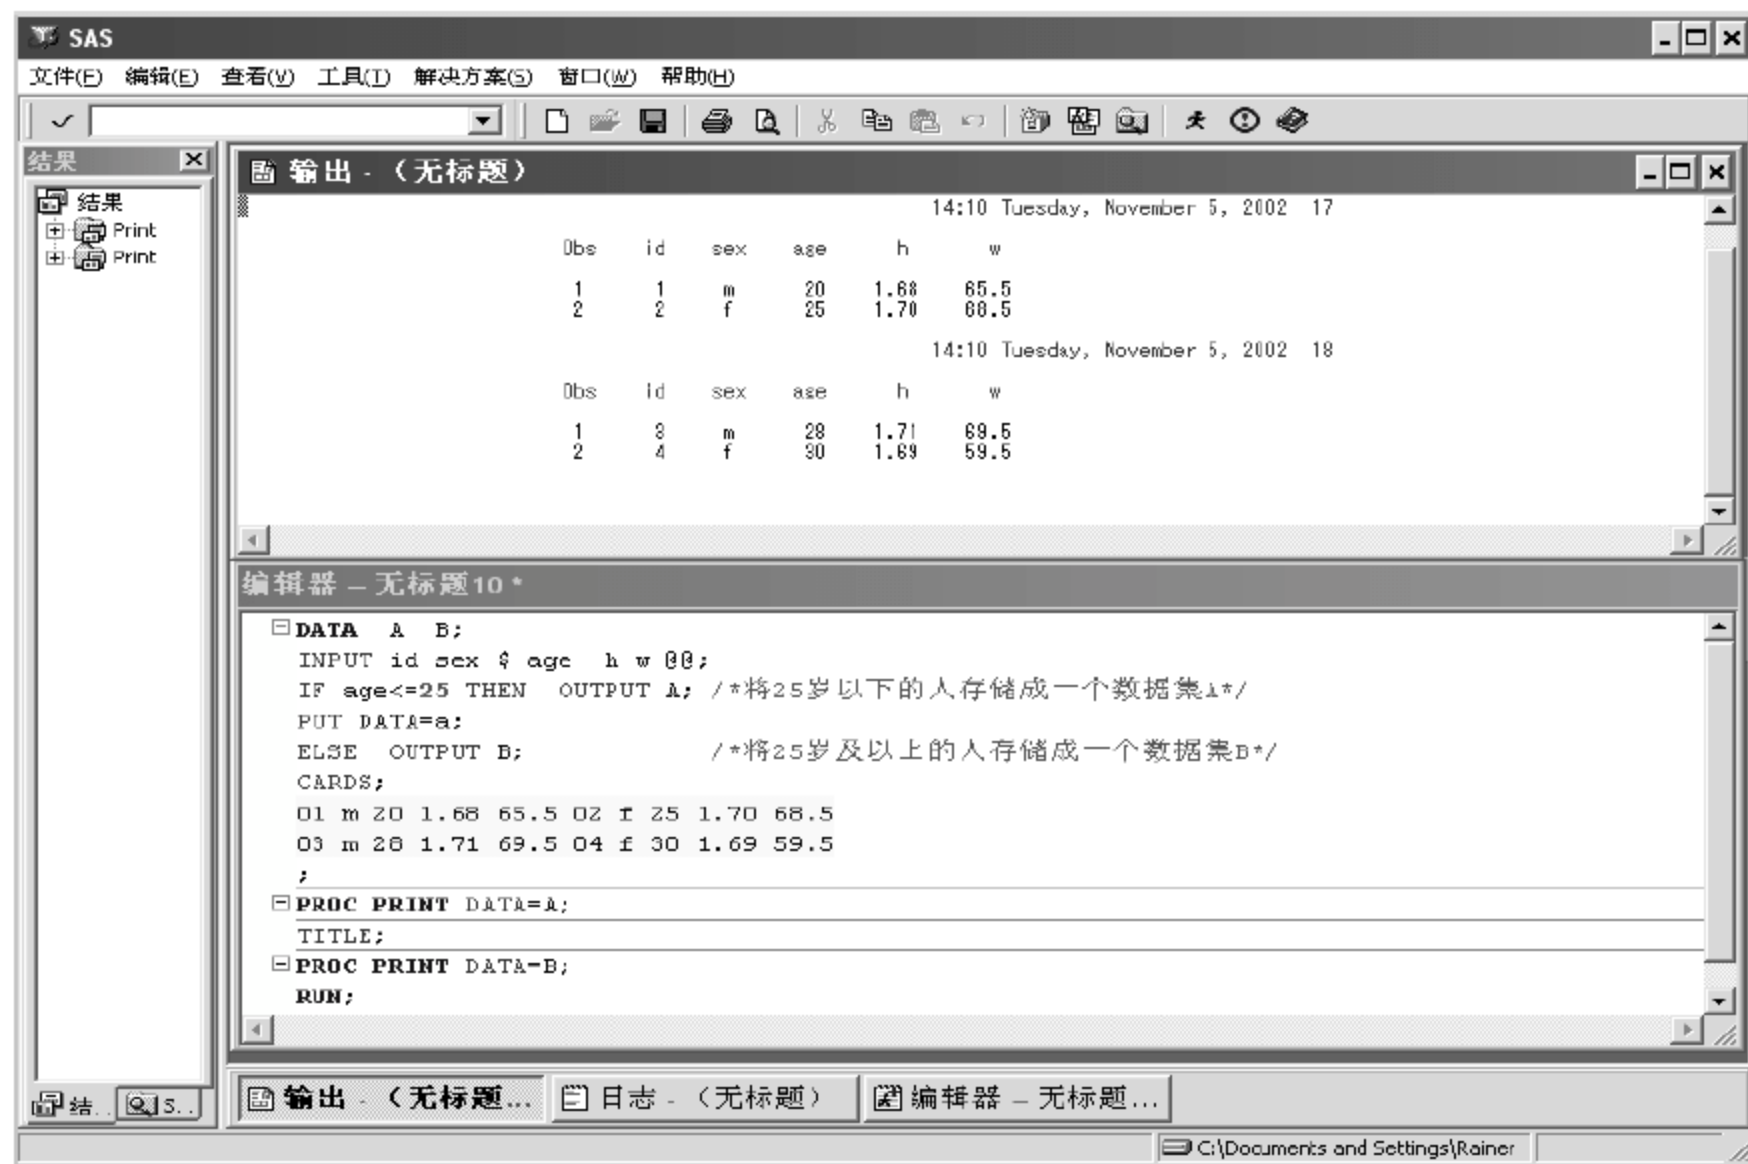 SAS
文件(F) 编辑(E) 查看(V) 工具(T) 解决方案(S) 窗口(W) 帮助(H)
结果
结果
Print
Print
输出 - （无标题）
14:10 Tuesday, November 5, 2002 17
Obs id sex age h w
1 1 m 20 1.68 65.5
2 2 f 25 1.70 68.5
14:10 Tuesday, November 5, 2002 18
Obs id sex age h w
1 3 m 28 1.71 69.5
2 4 f 30 1.69 59.5
编辑器 – 无标题10 *
DATA A B;
INPUT id sex $ age h w @@;
IF age<=25 THEN OUTPUT A; /*将25岁以下的人存储成一个数据集A*/
PUT DATA=a;
ELSE OUTPUT B; /*将25岁及以上的人存储成一个数据集B*/
CARDS;
01 m 20 1.68 65.5 02 f 25 1.70 68.5
03 m 28 1.71 69.5 04 f 30 1.69 59.5
;
PROC PRINT DATA=A;
TITLE;
PROC PRINT DATA=B;
RUN;
结.. S..
输出 - （无标题... 日志 - （无标题） 编辑器 – 无标题...
C:\Documents and Settings\Rainer